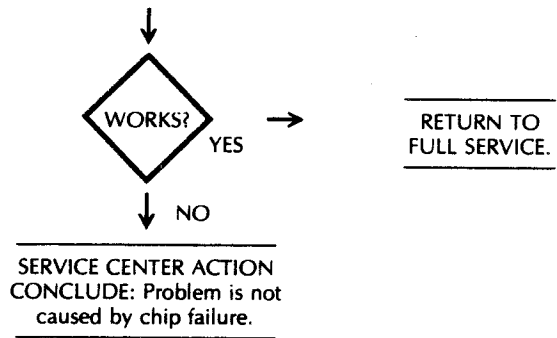 WORKS?
YES
RETURN TO
FULL SERVICE.
NO
SERVICE CENTER ACTION
CONCLUDE: Problem is not
caused by chip failure.